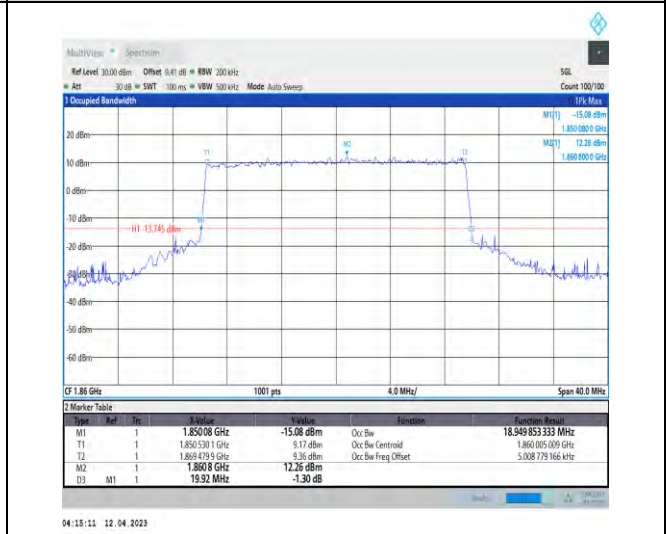 MultiView Spectrum
Ref Level 30.00 dBm Offset 9.41 dB RBW 200 kHz SGL
Att 30 dB SWT 100 ms VBW 500 kHz Mode Auto Sweep Count 100/100
1 Occupied Bandwidth 1Pk Max
M1[1] -15.08 dBm
1.850 080 0 GHz
M2[1] 12.26 dBm
1.860 800 0 GHz
20 dBm
T1 M2 T2
10 dBm
0 dBm
-10 dBm
H1 -13.745 dBm
-20 dBm
-30 dBm
-40 dBm
-50 dBm
-60 dBm
CF 1.86 GHz 1001 pts 4.0 MHz/ Span 40.0 MHz
2 Marker Table
Type Ref Trc X-Value Y-Value Function Function Result
M1 1 1.850 08 GHz -15.08 dBm Occ Bw 18.949 853 333 MHz
T1 1 1.850 530 1 GHz 9.17 dBm Occ Bw Centroid 1.860 005 009 GHz
T2 1 1.869 479 9 GHz 9.36 dBm Occ Bw Freq Offset 5.008 779 166 kHz
M2 1 1.860 8 GHz 12.26 dBm
D3 M1 1 19.92 MHz -1.30 dB
04:15:11 12.04.2023